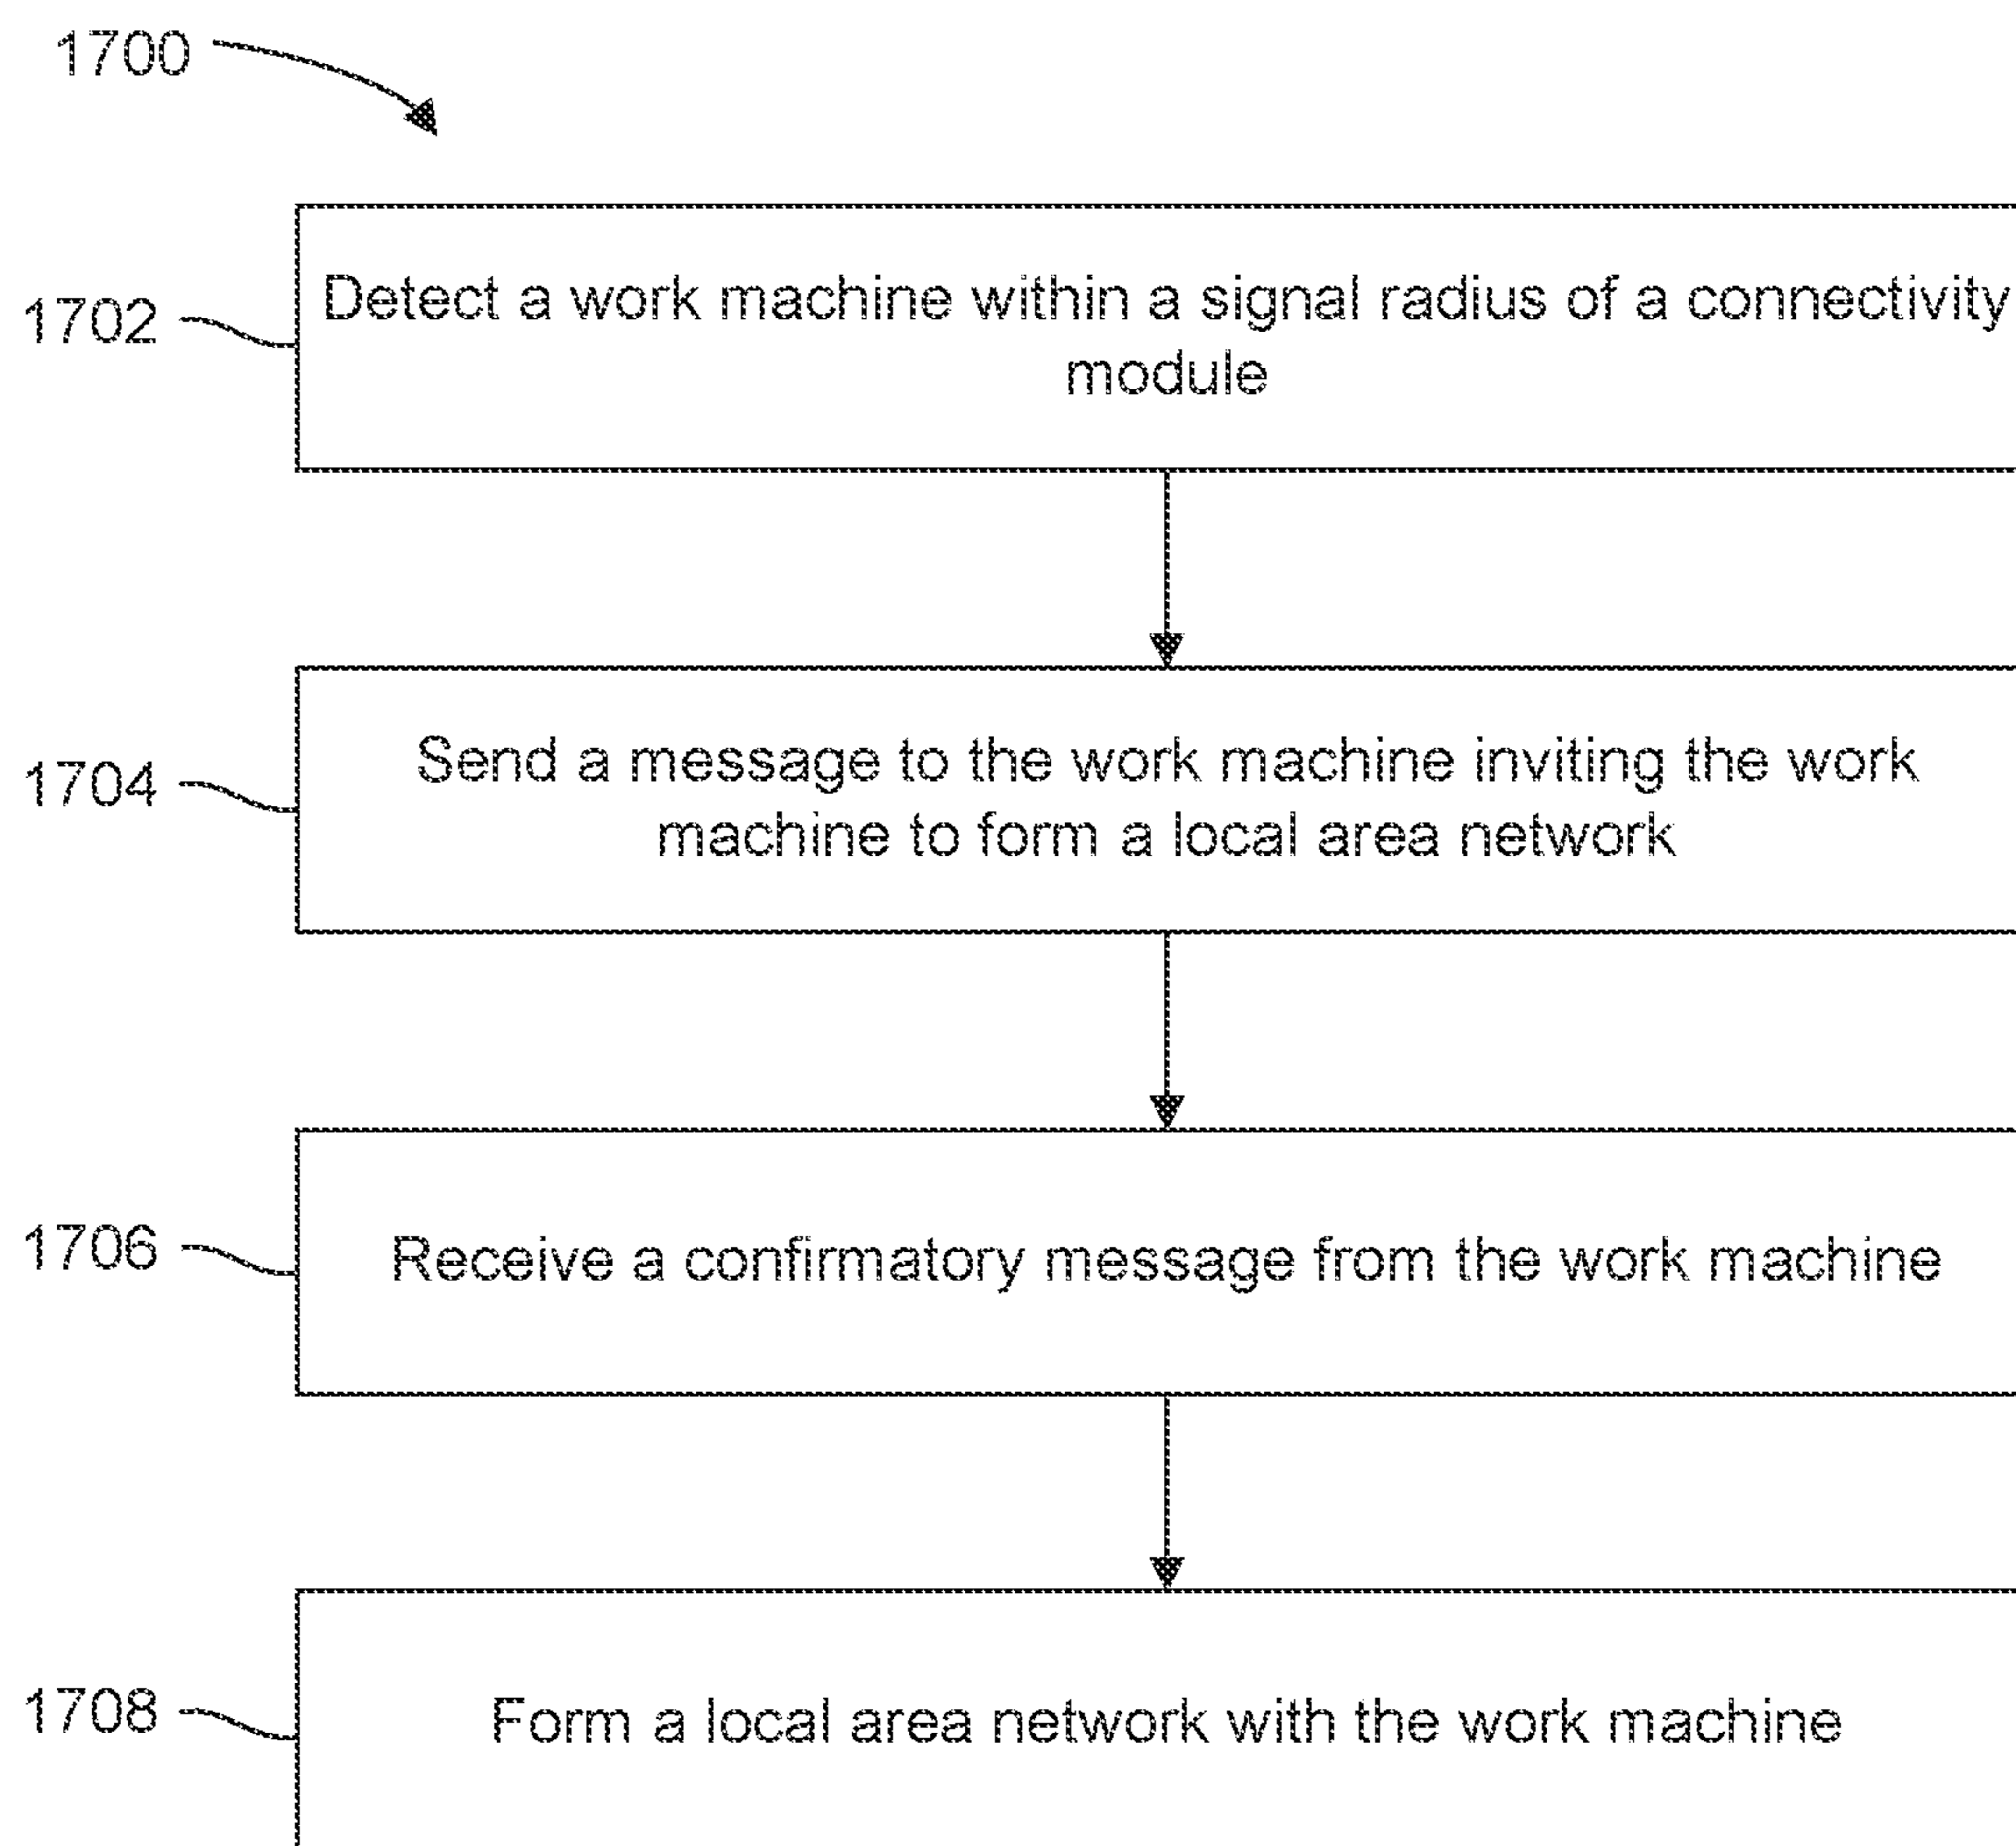 1700
1702
Detect a work machine within a signal radius of a connectivity
module
1704
Send a message to the work machine inviting the work
machine to form a local area network
1706
Receive a confirmatory message from the work machine
1708
Form a local area network with the work machine